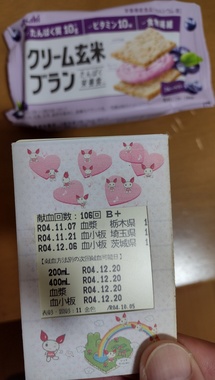 Asahi
たんぱく質 10g
ビタミン10種
食物繊維
クリーム玄米
ブラン
献血回数：106回 B+
R04.11.07 血漿 栃木県 1
R04.11.21 血小板 埼玉県 1
R04.12.06 血小板 茨城県 1
200mL R04.12.20
400mL R04.12.20
血漿 R04.12.20
血小板 R04.12.20